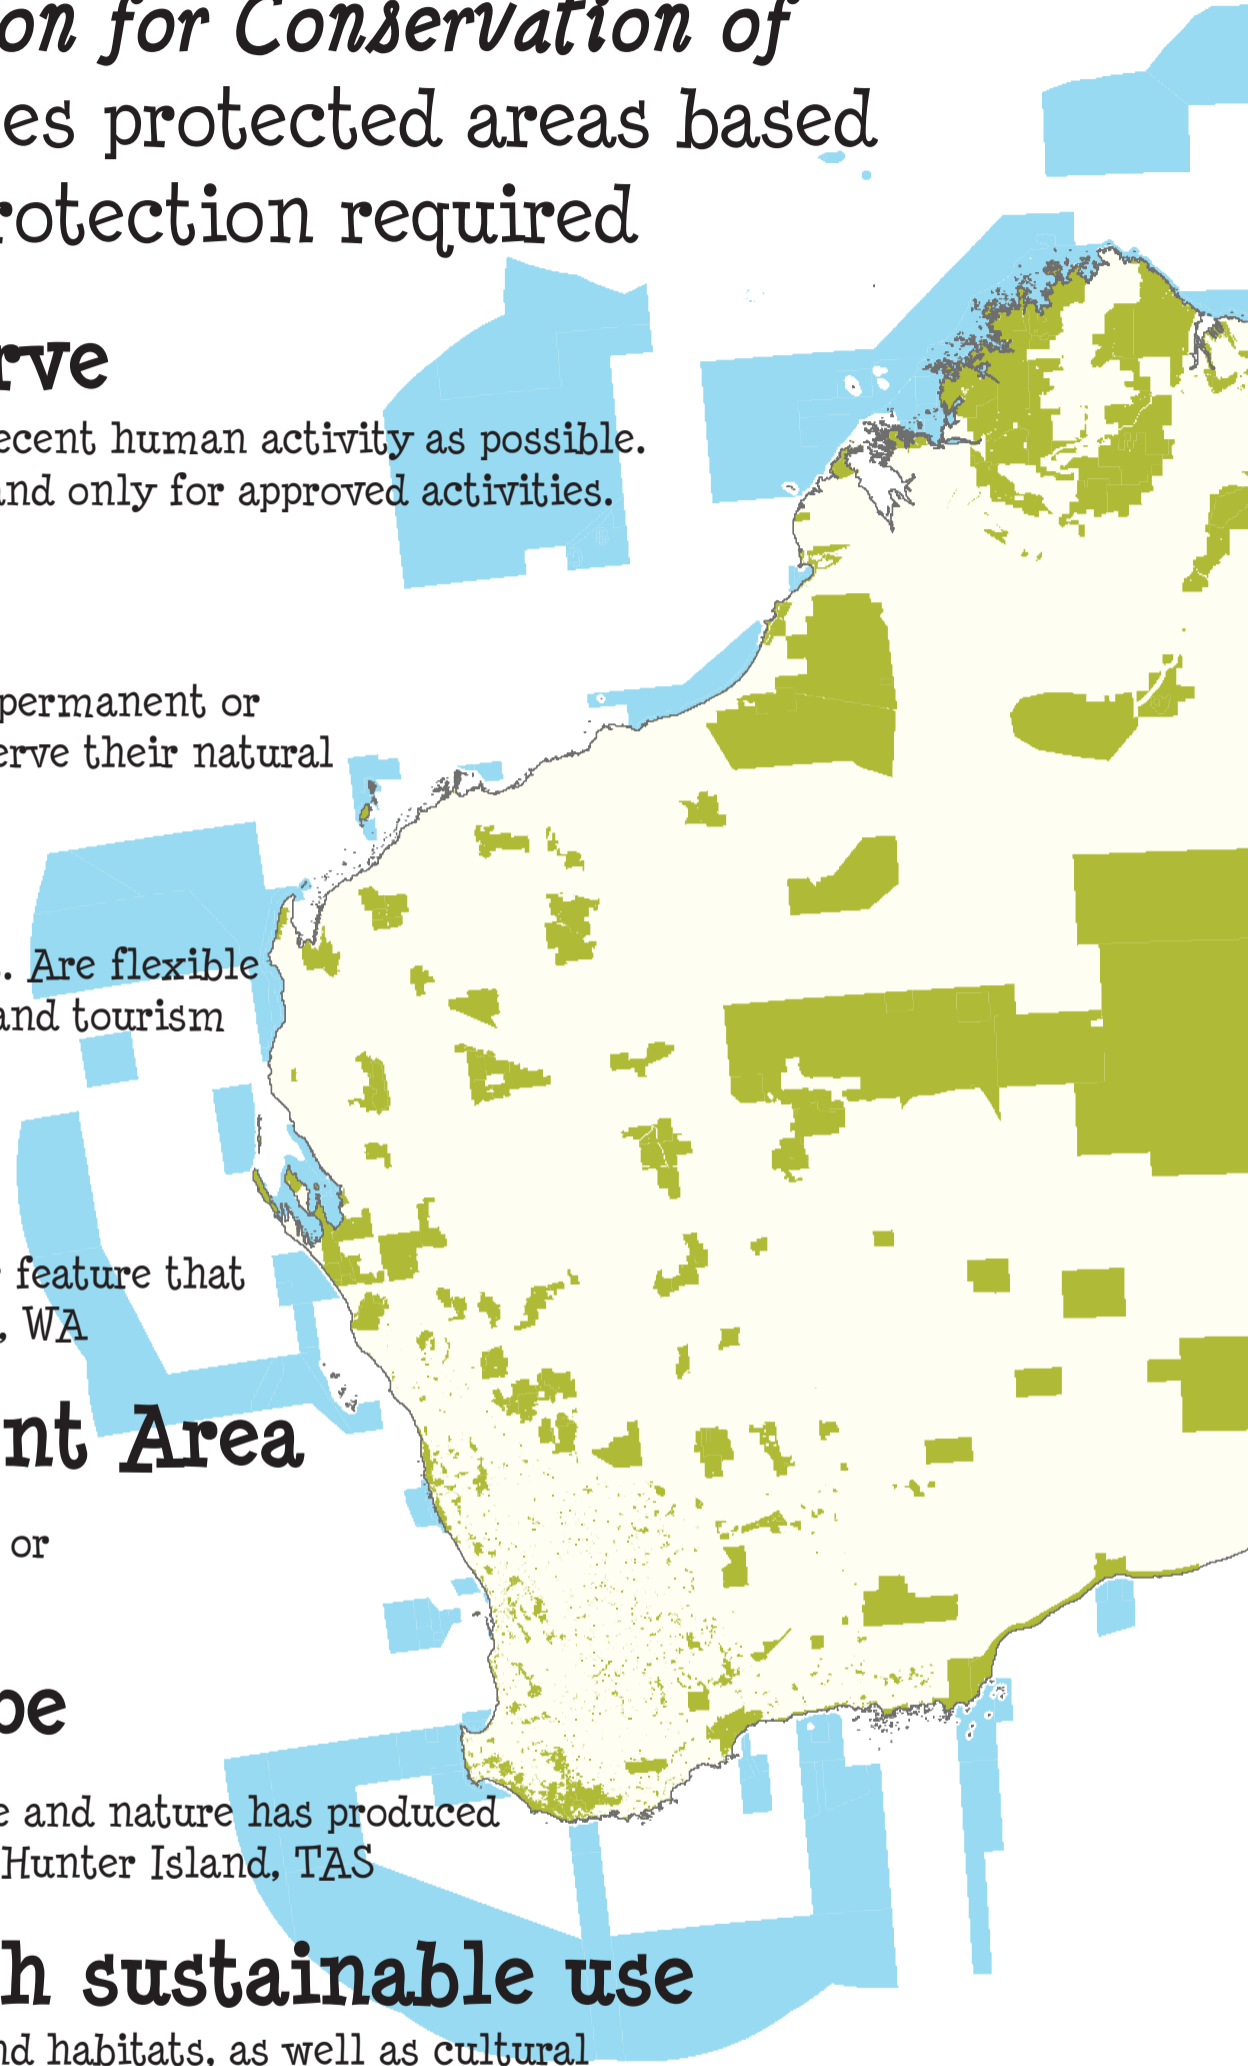 on for Conservation of
es protected areas based
rotection required
rve
ecent human activity as possible.
and only for approved activities.
permanent or
erve their natural
. Are flexible
and tourism
feature that
, WA
nt Area
or
pe
e and nature has produced
Hunter Island, TAS
h sustainable use
nd habitats, as well as cultural